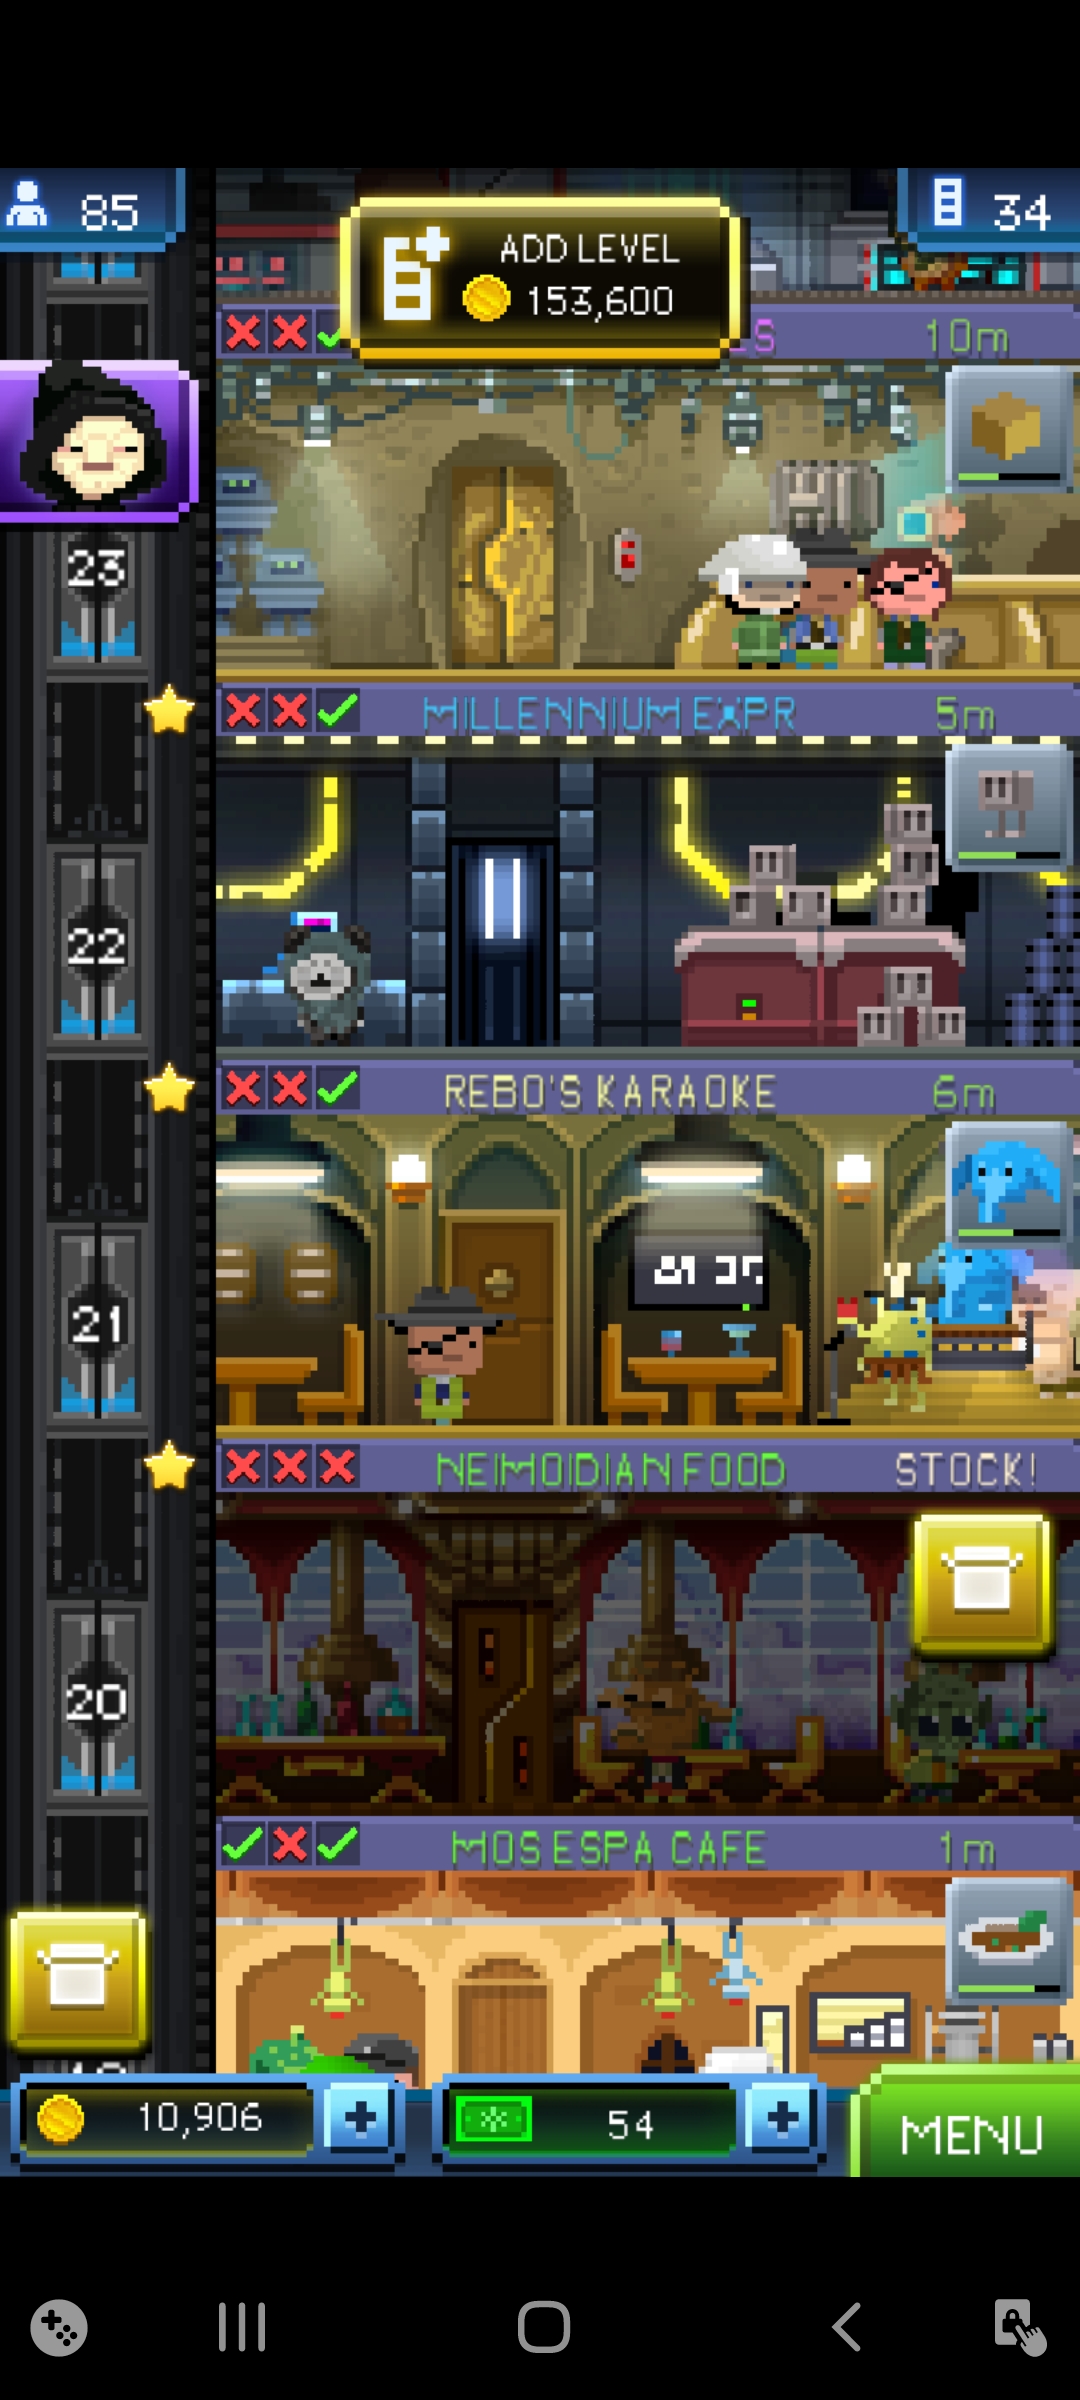 85
ADD LEVEL
153,600
34
10m
23
MILLENNIUM EXPR
5m
22
REBO'S KARAOKE
6m
21
NEIMOIDIAN FOOD
STOCK!
20
MOS ESPA CAFE
1m
10,906
54
MENU